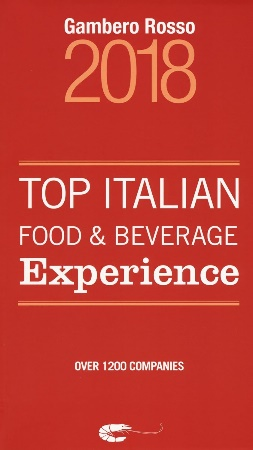 Gambero Rosso
2018
TOP ITALIAN
FOOD & BEVERAGE
Experience
OVER 1200 COMPANIES